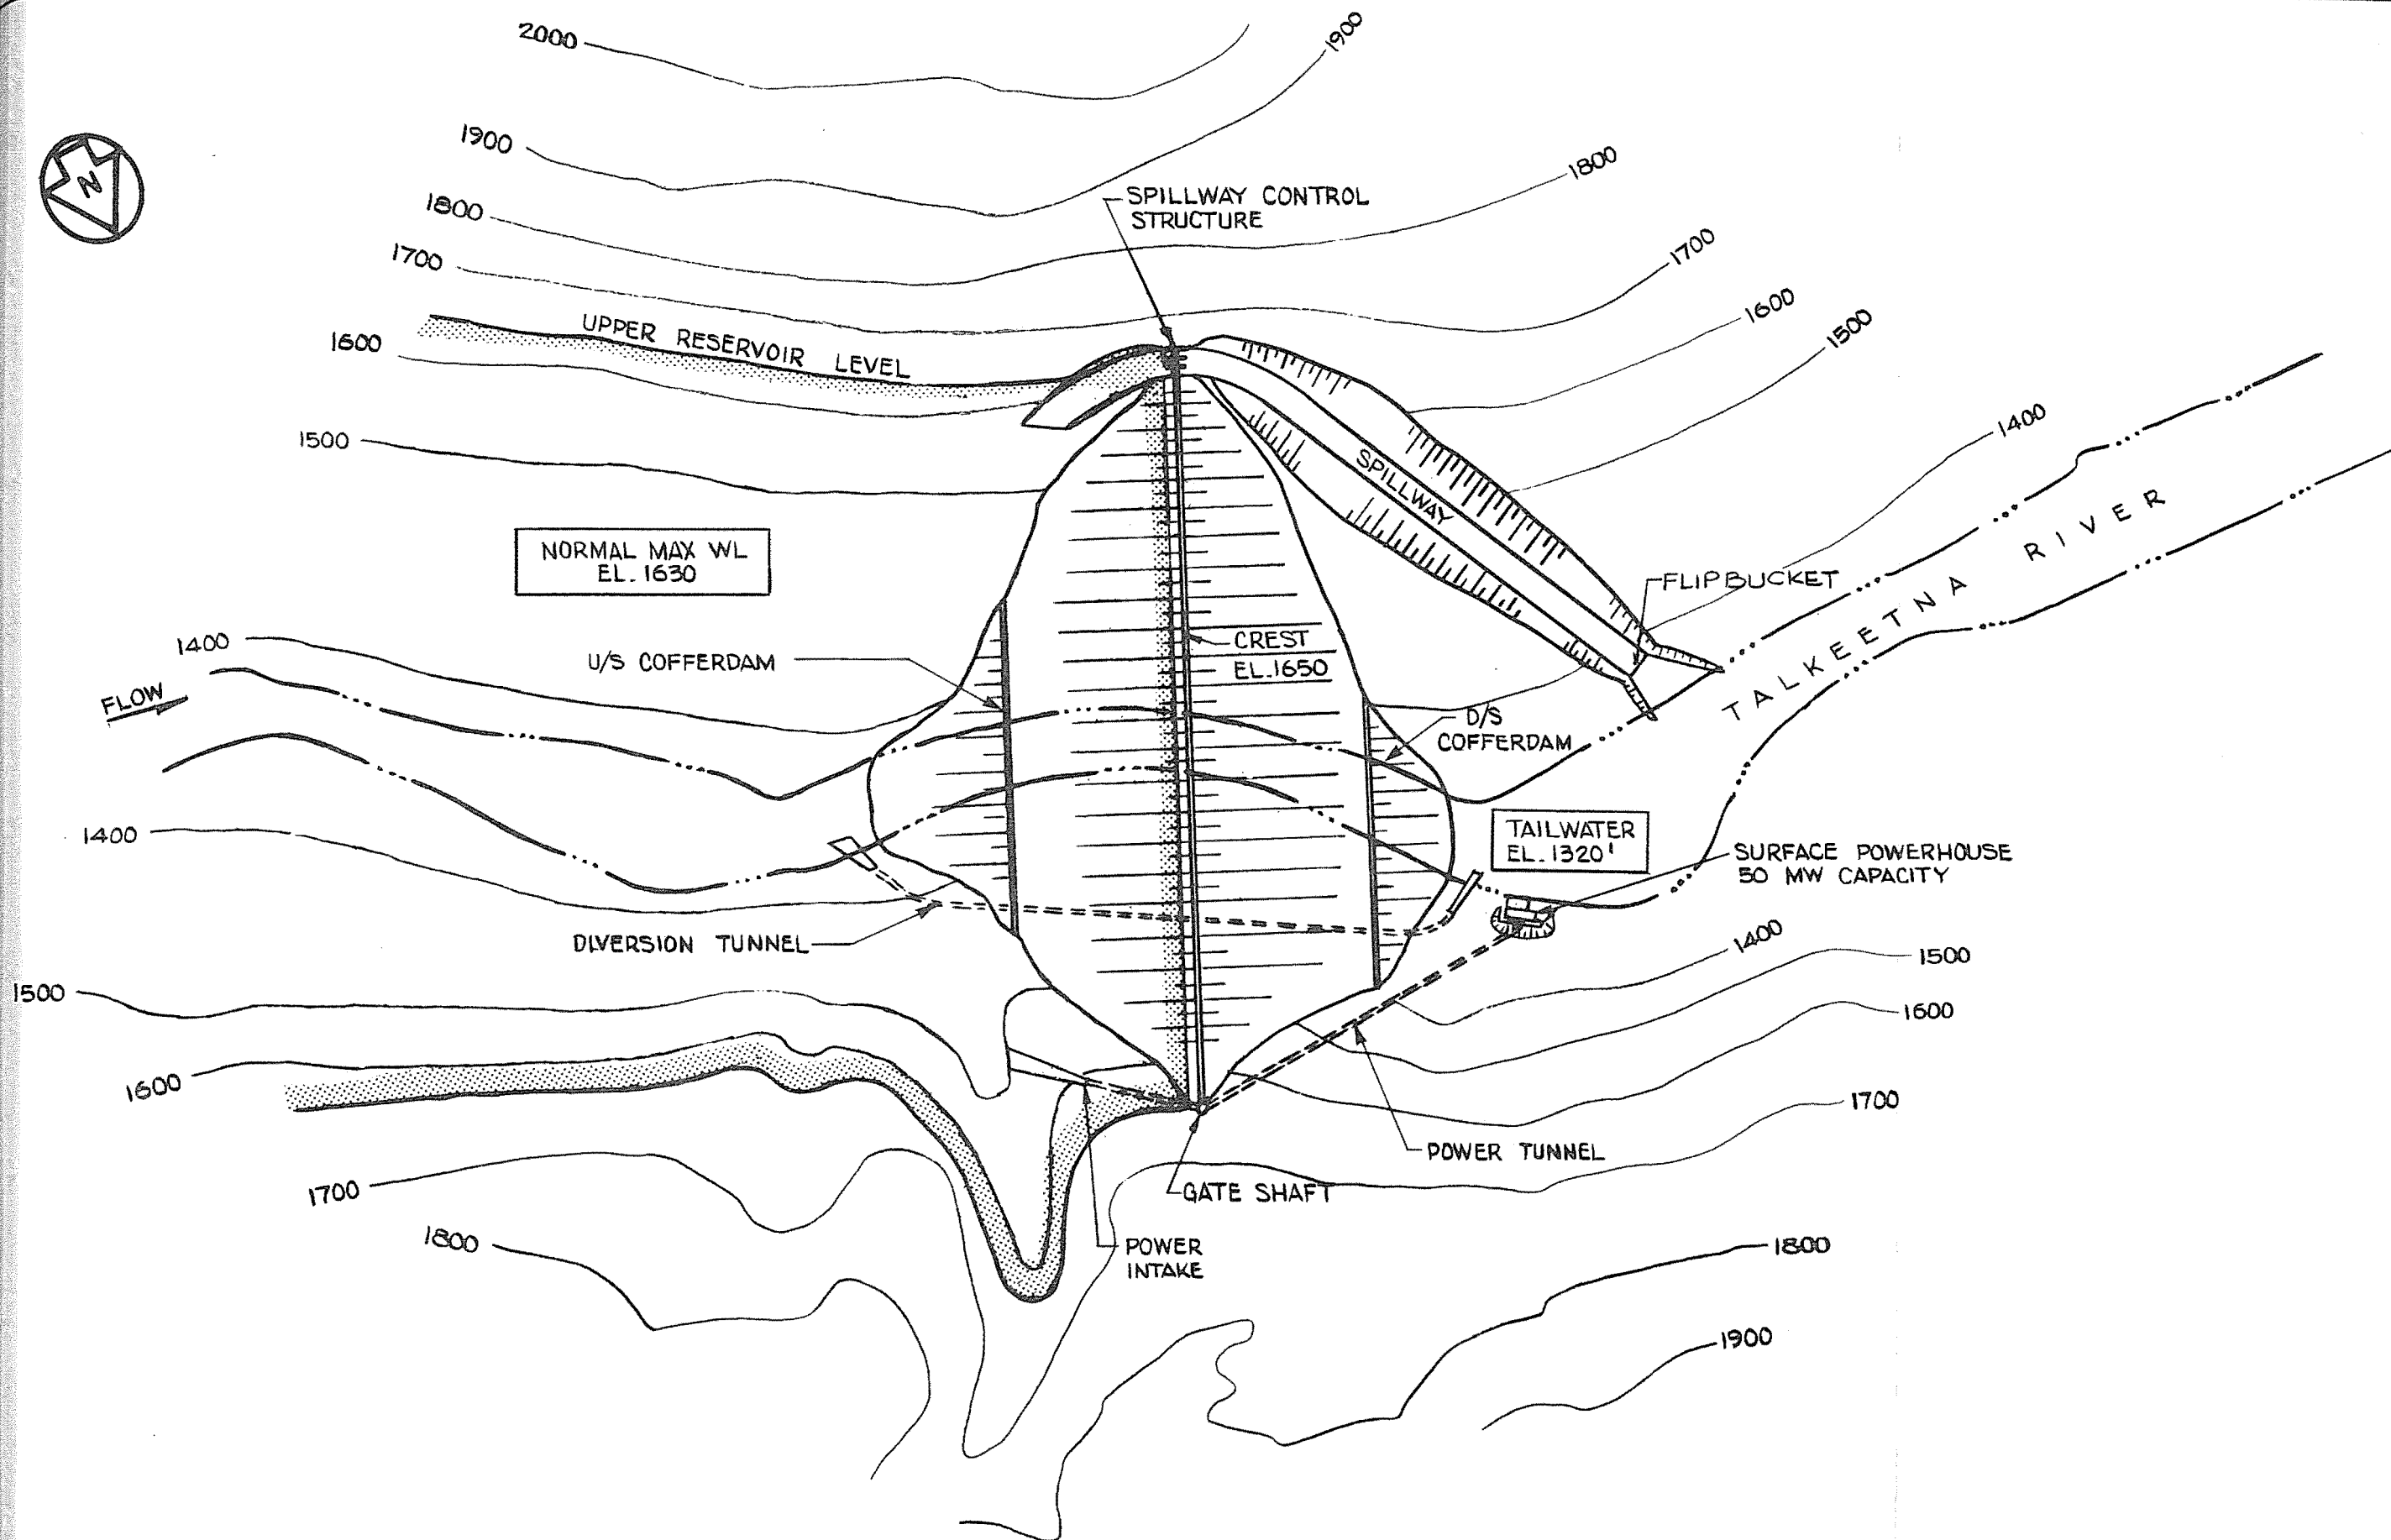 2000
1900
1900
N
1800
SPILLWAY CONTROL
STRUCTURE
1800
1700
1700
1600
UPPER RESERVOIR LEVEL
1600
1500
1500
1400
SPILLWAY
NORMAL MAX WL
EL. 1630
FLIPBUCKET
TALKEETNA RIVER
1400
U/S COFFERDAM
CREST
EL. 1650
FLOW
D/S
COFFERDAM
1400
TAILWATER
EL. 1320'
SURFACE POWERHOUSE
50 MW CAPACITY
DIVERSION TUNNEL
1400
1500
1500
1600
1600
1700
POWER TUNNEL
1700
GATE SHAFT
1800
POWER
INTAKE
1800
1900